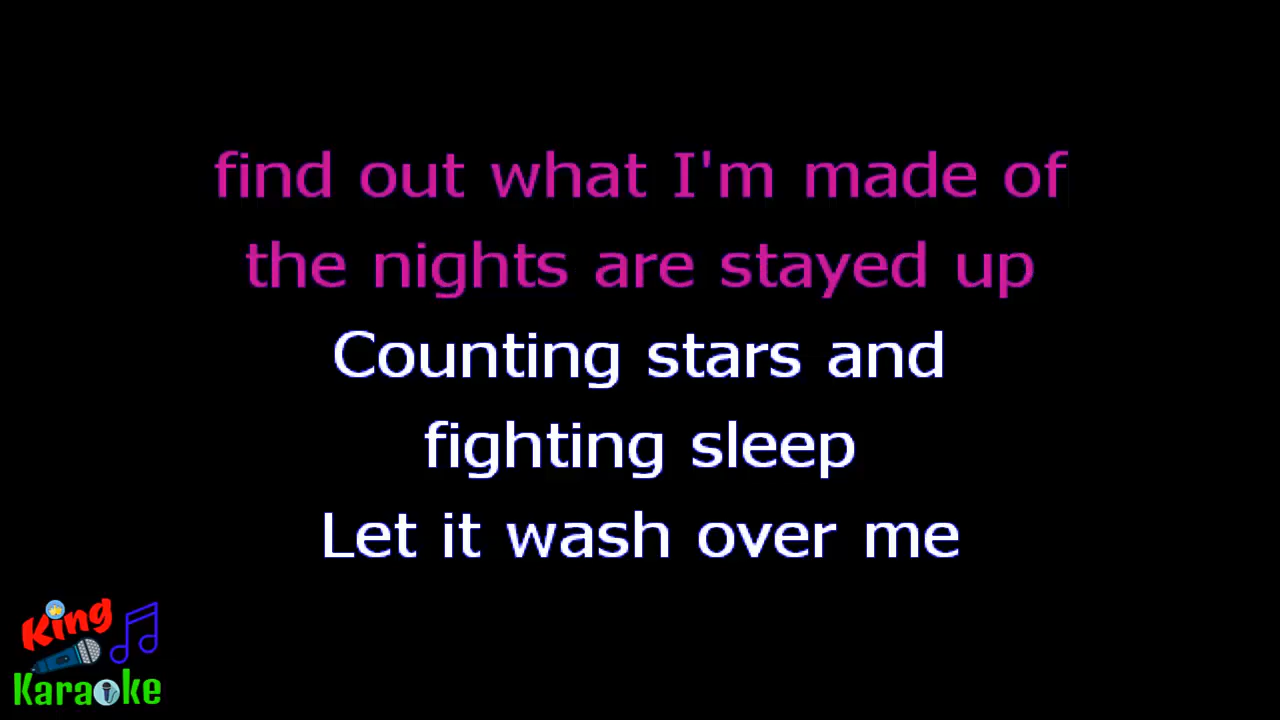 find out what I'm made of
the nights are stayed up
Counting stars and
fighting sleep
Let it wash over me
King
Karaoke